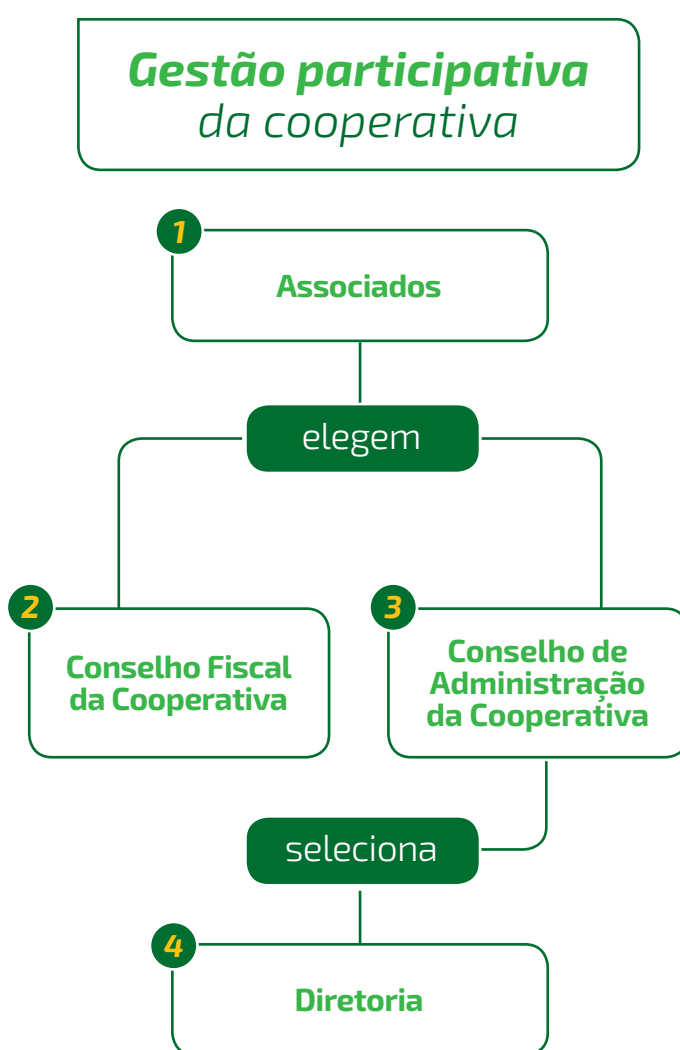 Gestão participativa
da cooperativa
1
Associados
elegem
2
Conselho Fiscal
da Cooperativa
3
Conselho de
Administração
da Cooperativa
seleciona
4
Diretoria